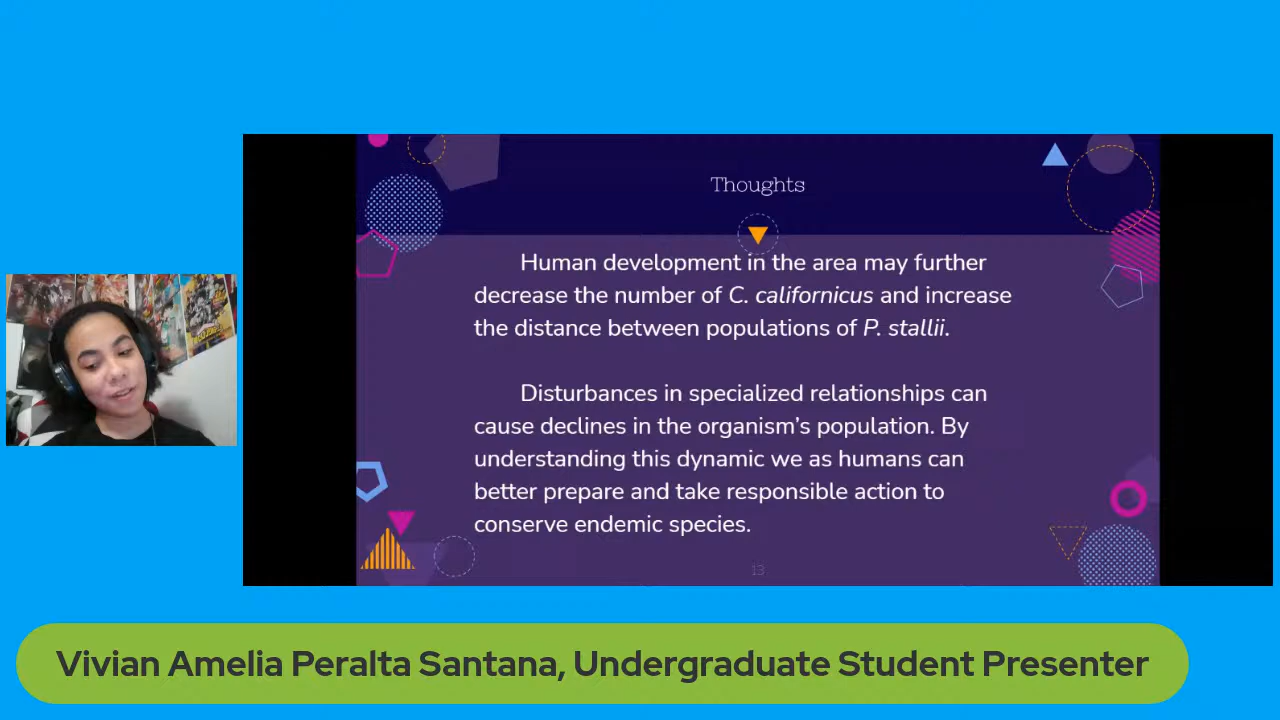 Thoughts
Human development in the area may further
decrease the number of C. californicus and increase
the distance between populations of P. stallii.
Disturbances in specialized relationships can
cause declines in the organism's population. By
understanding this dynamic we as humans can
better prepare and take responsible action to
conserve endemic species.
13
Vivian Amelia Peralta Santana, Undergraduate Student Presenter